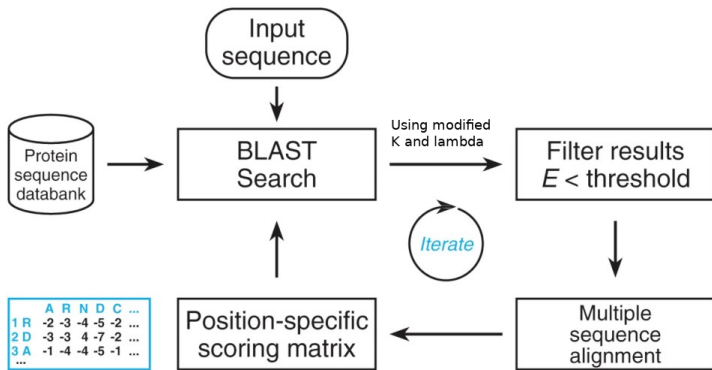 Input
sequence
Protein
sequence
databank
BLAST
Search
Using modified
K and lambda
Filter results
E < threshold
Iterate
A R N D C ...
1 R -2 -3 -4 -5 -2 ...
2 D -3 -3 4 -7 -2 ...
3 A -1 -4 -4 -5 -1 ...
...
Position-specific
scoring matrix
Multiple
sequence
alignment